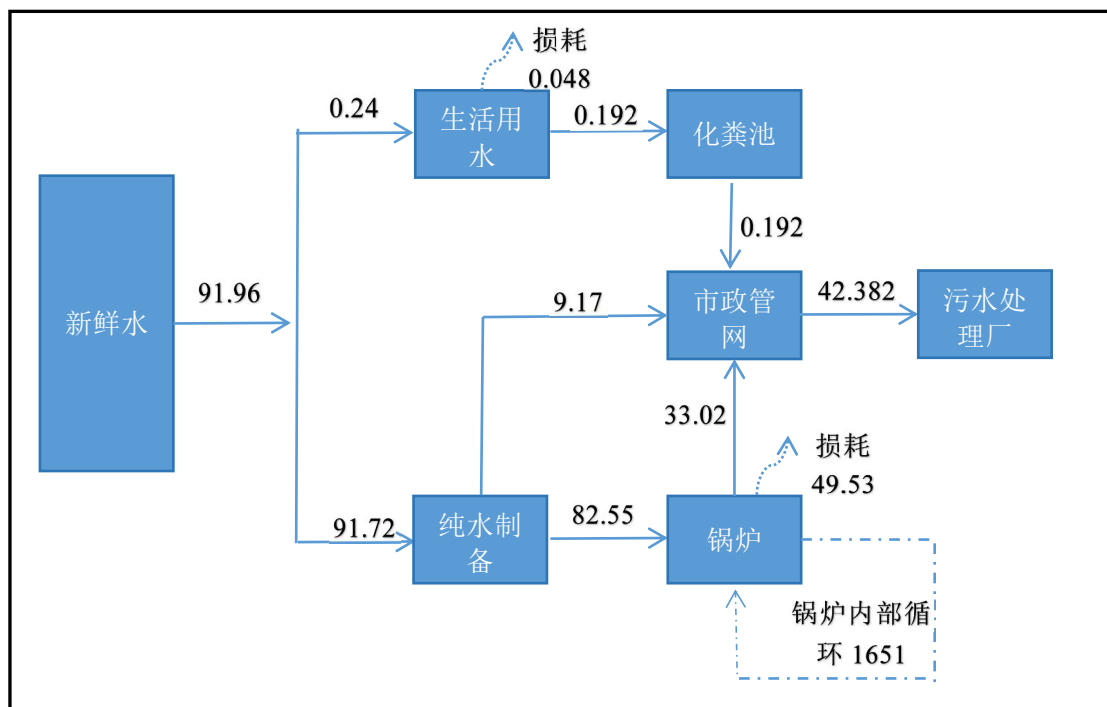 损耗
0.048
0.24
生活用
水
0.192
化粪池
0.192
新鲜水
91.96
9.17
市政管
网
42.382
污水处
理厂
33.02
损耗
49.53
91.72
纯水制
备
82.55
锅炉
锅炉内部循
环 1651